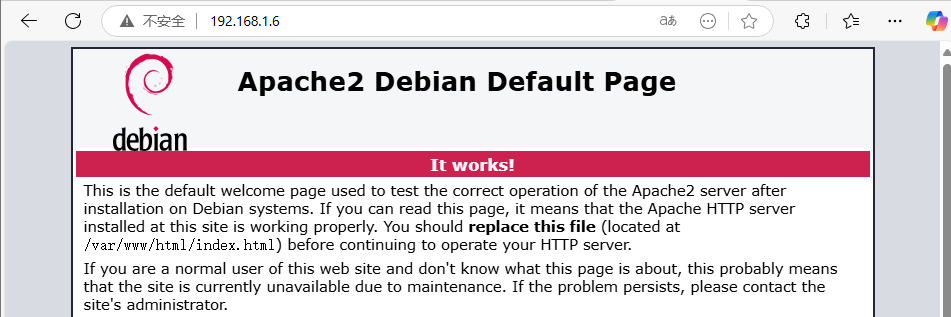 不安全 192.168.1.6 aあ
Apache2 Debian Default Page
debian
It works!
This is the default welcome page used to test the correct operation of the Apache2 server after
installation on Debian systems. If you can read this page, it means that the Apache HTTP server
installed at this site is working properly. You should replace this file (located at
/var/www/html/index.html) before continuing to operate your HTTP server.
If you are a normal user of this web site and don't know what this page is about, this probably means
that the site is currently unavailable due to maintenance. If the problem persists, please contact the
site's administrator.